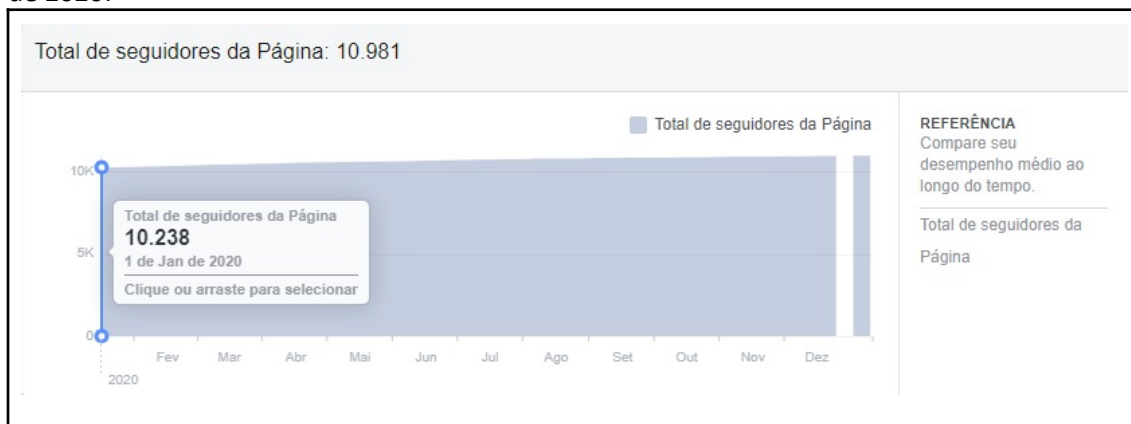 de 2020.
Total de seguidores da Página: 10.981
Total de seguidores da Página
REFERÊNCIA
Compare seu
desempenho médio ao
longo do tempo.
Total de seguidores da
Página
10K
Total de seguidores da Página
10.238
1 de Jan de 2020
Clique ou arraste para selecionar
5K
0
Fev Mar Abr Mai Jun Jul Ago Set Out Nov Dez
2020